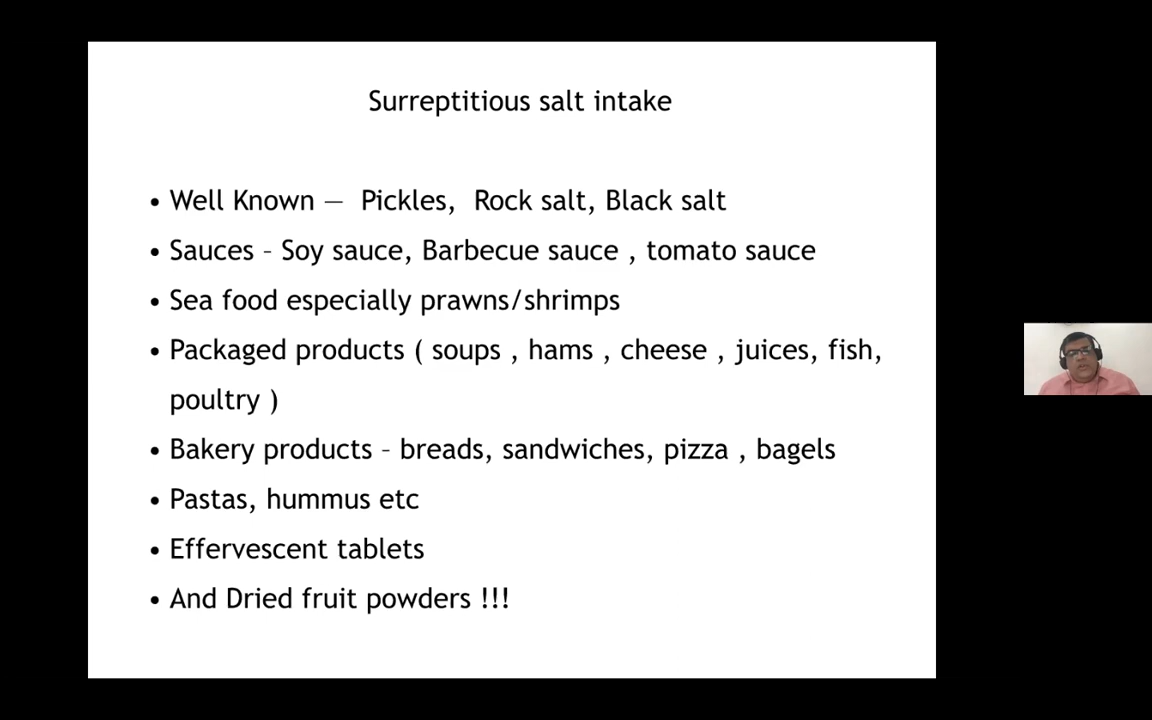 Surreptitious salt intake
• Well Known — Pickles, Rock salt, Black salt
• Sauces – Soy sauce, Barbecue sauce , tomato sauce
• Sea food especially prawns/shrimps
• Packaged products ( soups , hams , cheese , juices, fish,
poultry )
• Bakery products – breads, sandwiches, pizza , bagels
• Pastas, hummus etc
• Effervescent tablets
• And Dried fruit powders !!!